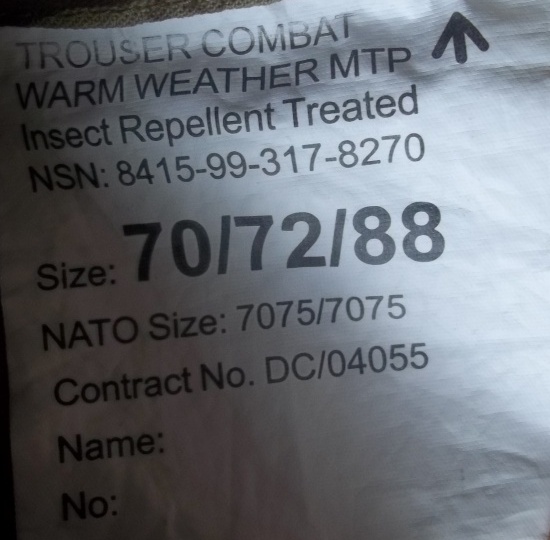 TROUSER COMBAT
WARM WEATHER MTP
Insect Repellent Treated
NSN: 8415-99-317-8270
Size: 70/72/88
NATO Size: 7075/7075
Contract No. DC/04055
Name:
No: